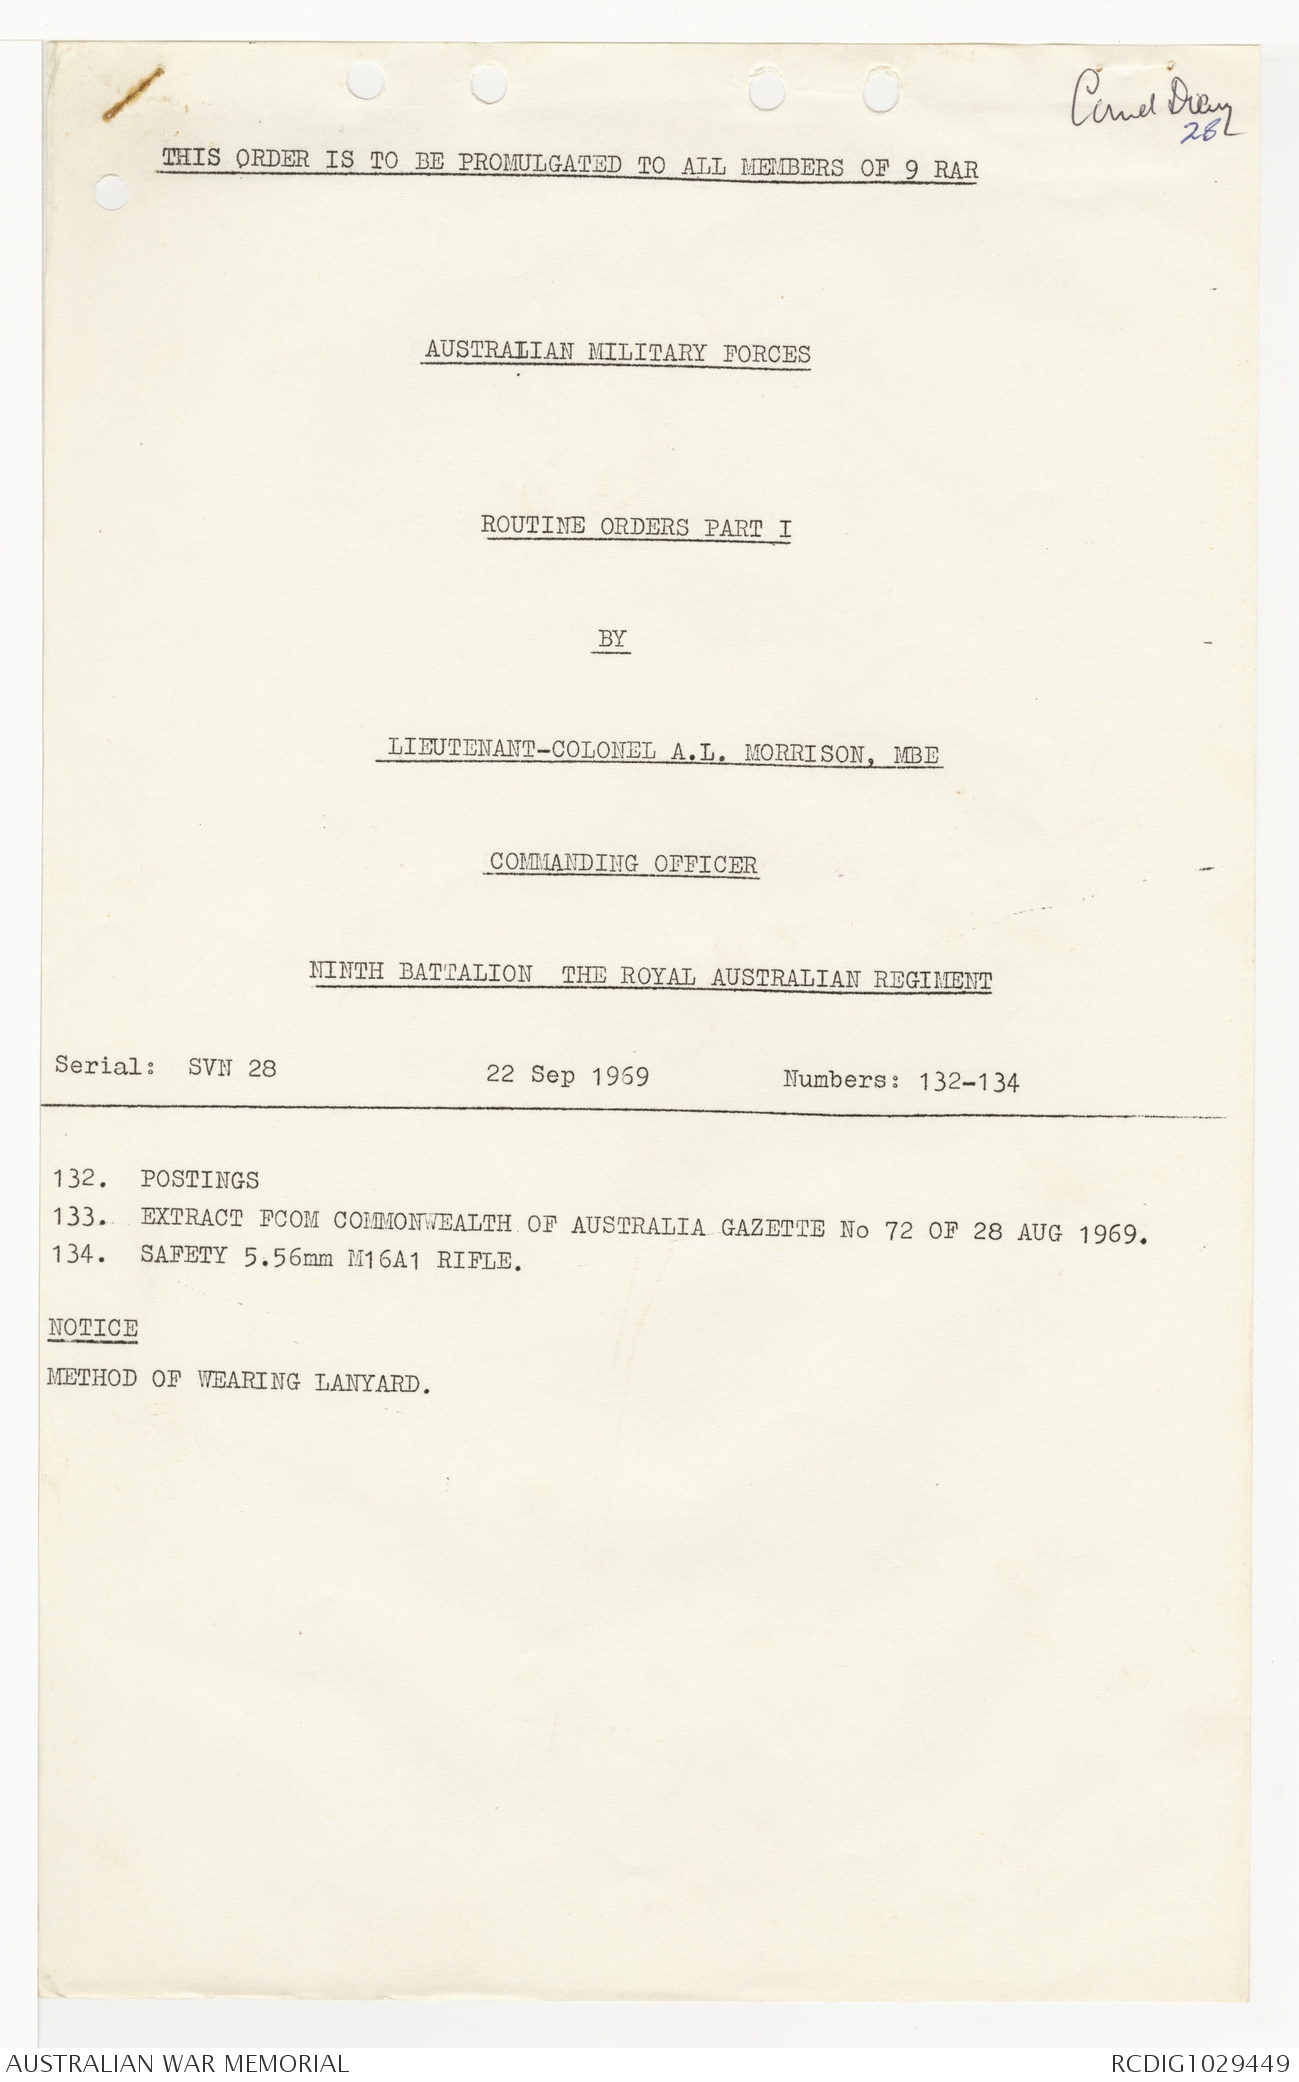 Comd Diary
28
THIS ORDER IS TO BE PROMULGATED TO ALL MEMBERS OF 9 RAR
AUSTRALIAN MILITARY FORCES
ROUTINE ORDERS PART I
BY
LIEUTENANT-COLONEL A.L. MORRISON, MBE
COMMANDING OFFICER
NINTH BATTALION THE ROYAL AUSTRALIAN REGIMENT
Serial: SVN 28 22 Sep 1969 Numbers: 132-134
132. POSTINGS
133. EXTRACT FCOM COMMONWEALTH OF AUSTRALIA GAZETTE No 72 OF 28 AUG 1969.
134. SAFETY 5.56mm M16A1 RIFLE.
NOTICE
METHOD OF WEARING LANYARD.
AUSTRALIAN WAR MEMORIAL RCDIG1029449